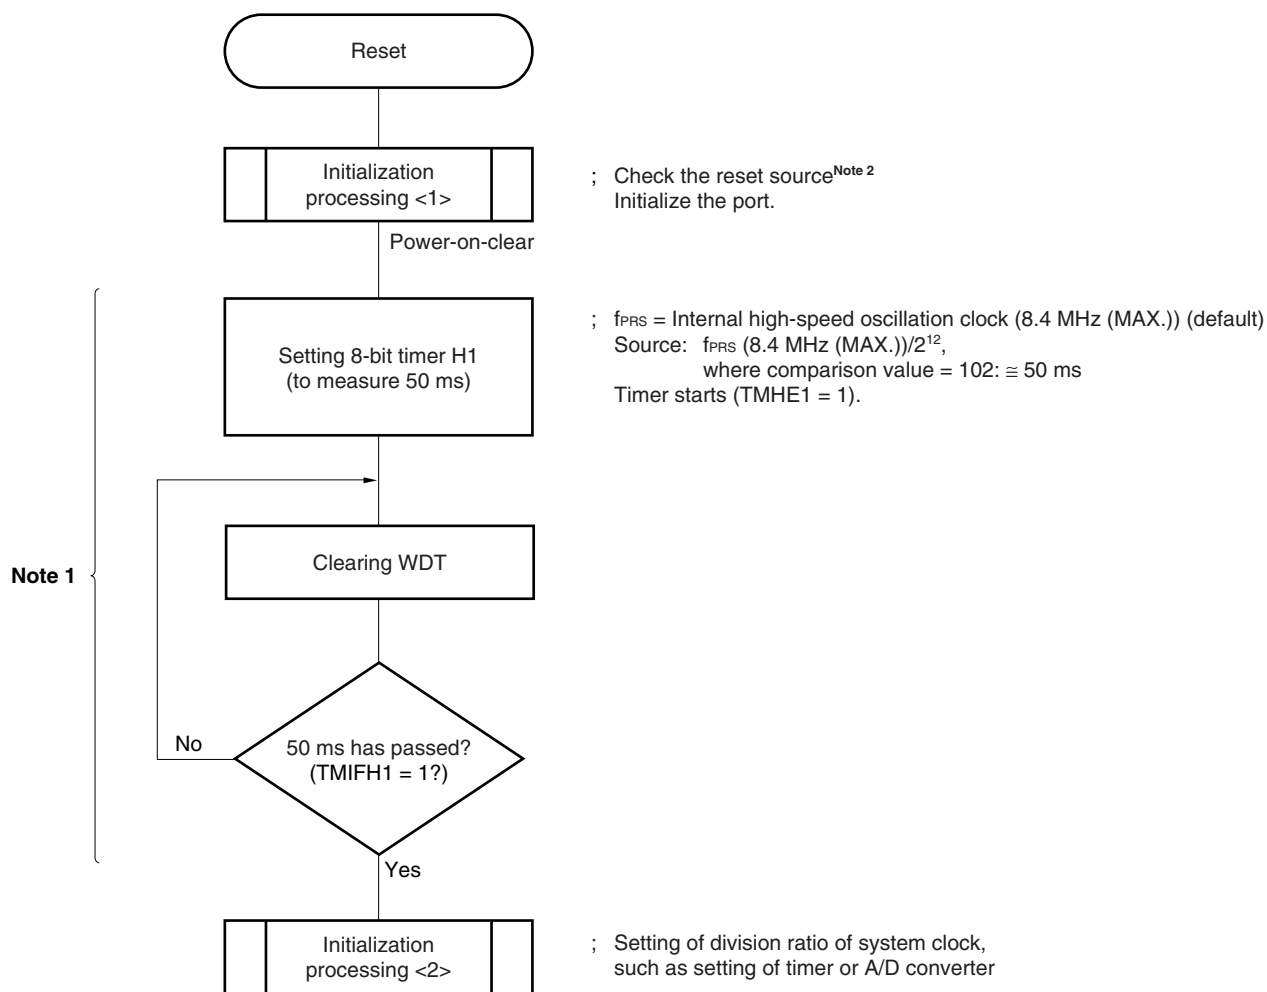 Reset
Initialization
processing <1>
; Check the reset sourceNote 2
Initialize the port.
Power-on-clear
Setting 8-bit timer H1
(to measure 50 ms)
; fPRS = Internal high-speed oscillation clock (8.4 MHz (MAX.)) (default)
Source: fPRS (8.4 MHz (MAX.))/2¹²,
where comparison value = 102: ≅ 50 ms
Timer starts (TMHE1 = 1).
Clearing WDT
Note 1
No
50 ms has passed?
(TMIFH1 = 1?)
Yes
Initialization
processing <2>
; Setting of division ratio of system clock,
such as setting of timer or A/D converter